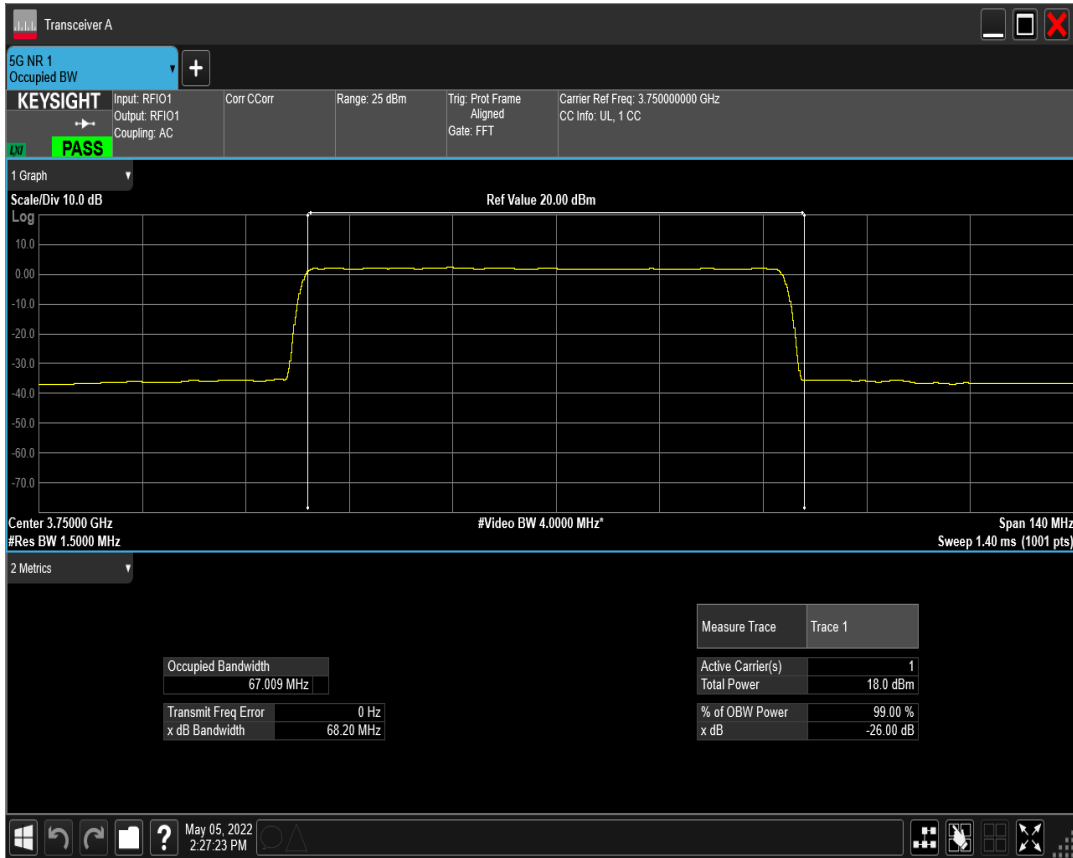 Transceiver A
5G NR 1
Occupied BW
+
KEYSIGHT
LXI
PASS
Input: RFIO1
Output: RFIO1
Coupling: AC
Corr CCorr
Range: 25 dBm
Trig: Prot Frame
Aligned
Gate: FFT
Carrier Ref Freq: 3.750000000 GHz
CC Info: UL, 1 CC
1 Graph
Scale/Div 10.0 dB
Ref Value 20.00 dBm
Log
10.0
0.00
-10.0
-20.0
-30.0
-40.0
-50.0
-60.0
-70.0
Center 3.75000 GHz
#Video BW 4.0000 MHz*
Span 140 MHz
#Res BW 1.5000 MHz
Sweep 1.40 ms (1001 pts)
2 Metrics
Measure Trace Trace 1
Occupied Bandwidth
67.009 MHz
Active Carrier(s) 1
Total Power 18.0 dBm
Transmit Freq Error 0 Hz
x dB Bandwidth 68.20 MHz
% of OBW Power 99.00 %
x dB -26.00 dB
?
May 05, 2022
2:27:23 PM